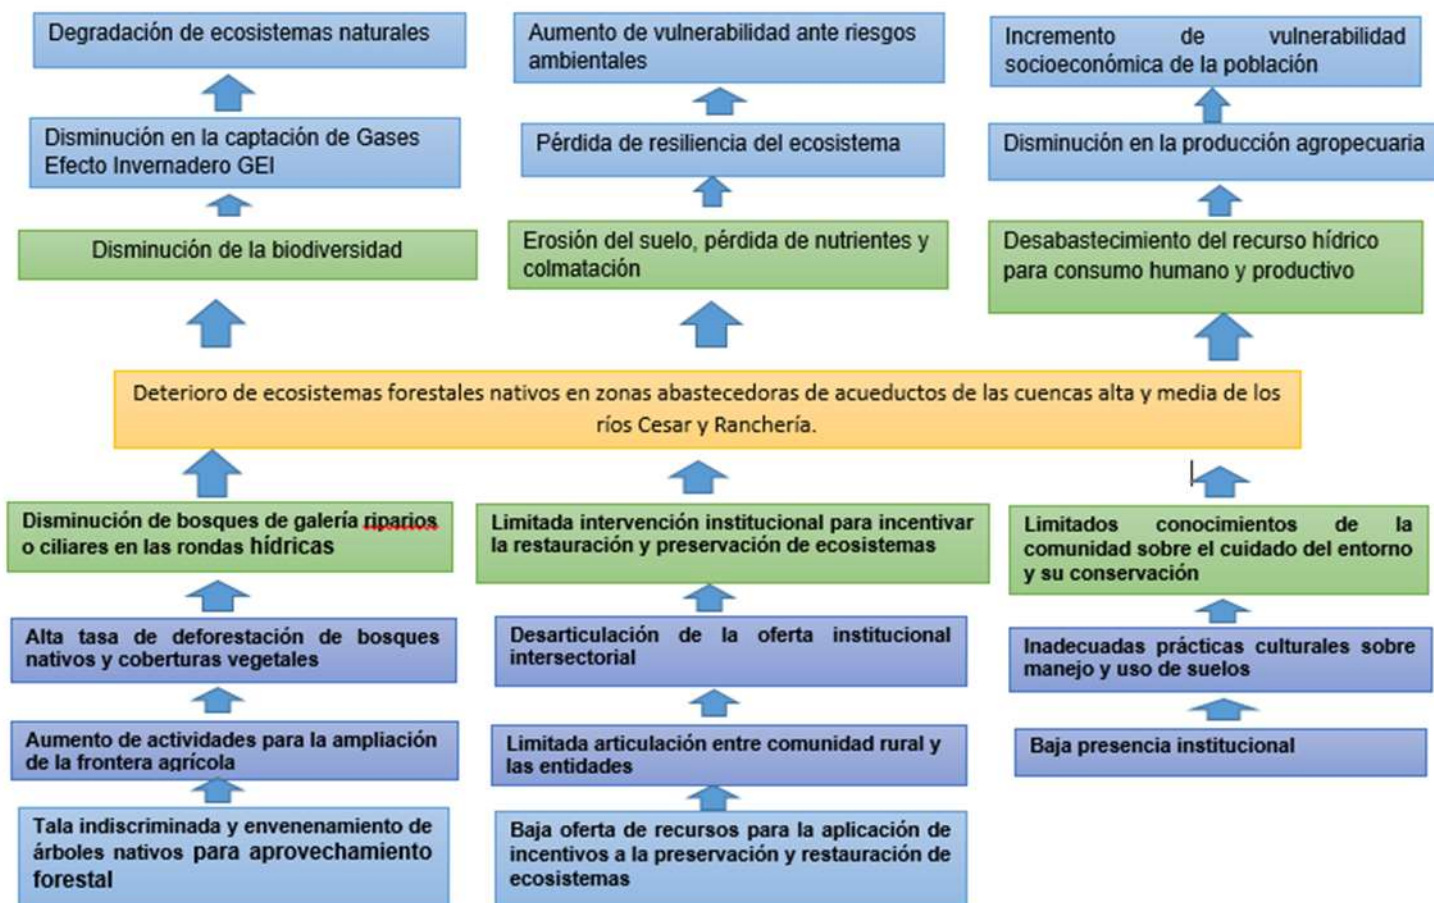 Degradación de ecosistemas naturales
Aumento de vulnerabilidad ante riesgos
ambientales
Incremento de vulnerabilidad
socioeconómica de la población
Disminución en la captación de Gases
Efecto Invernadero GEI
Pérdida de resiliencia del ecosistema
Disminución en la producción agropecuaria
Disminución de la biodiversidad
Erosión del suelo, pérdida de nutrientes y
colmatación
Desabastecimiento del recurso hídrico
para consumo humano y productivo
Deterioro de ecosistemas forestales nativos en zonas abastecedoras de acueductos de las cuencas alta y media de los
ríos Cesar y Ranchería.
Disminución de bosques de galería riparios
o ciliares en las rondas hídricas
Limitada intervención institucional para incentivar
la restauración y preservación de ecosistemas
Limitados conocimientos de la
comunidad sobre el cuidado del entorno
y su conservación
Alta tasa de deforestación de bosques
nativos y coberturas vegetales
Desarticulación de la oferta institucional
intersectorial
Inadecuadas prácticas culturales sobre
manejo y uso de suelos
Aumento de actividades para la ampliación
de la frontera agrícola
Limitada articulación entre comunidad rural y
las entidades
Baja presencia institucional
Tala indiscriminada y envenenamiento de
árboles nativos para aprovechamiento
forestal
Baja oferta de recursos para la aplicación de
incentivos a la preservación y restauración de
ecosistemas